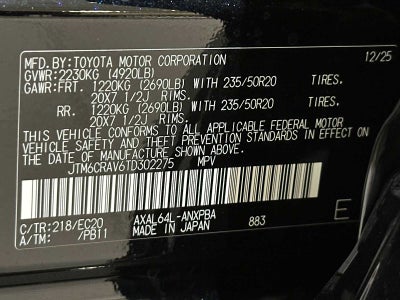 MFD.BY:TOYOTA MOTOR CORPORATION 12/25
GVWR:2230KG (4920LB)
GAWR:FRT. 1220KG (2690LB) WITH 235/50R20 TIRES.
20X7 1/2J RIMS.
RR. 1220KG (2690LB) WITH 235/50R20 TIRES.
20X7 1/2J RIMS.
THIS VEHICLE CONFORMS TO ALL APPLICABLE FEDERAL MOTOR
VEHICLE SAFETY AND THEFT PREVENTION STANDARDS IN EFFECT ON
THE DATE OF MANUFACTURE SHOWN ABOVE.
JTM6CRAV6TD302275 MPV
C/TR:218/EC20 AXAL64L-ANXPBA
A/TM: /PB11 MADE IN JAPAN 883 E